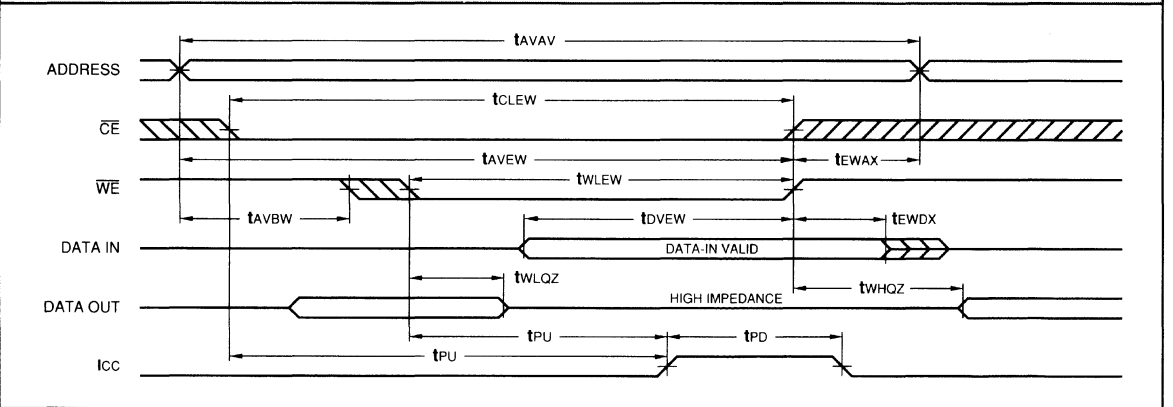 tAVAV
ADDRESS
tCLEW
CE
tAVEW
tEWAX
WE
tWLEW
tAVBW
tDVEW
tEWDX
DATA IN
DATA-IN VALID
tWLQZ
tWHQZ
DATA OUT
HIGH IMPEDANCE
tPU
tPD
tPU
ICC